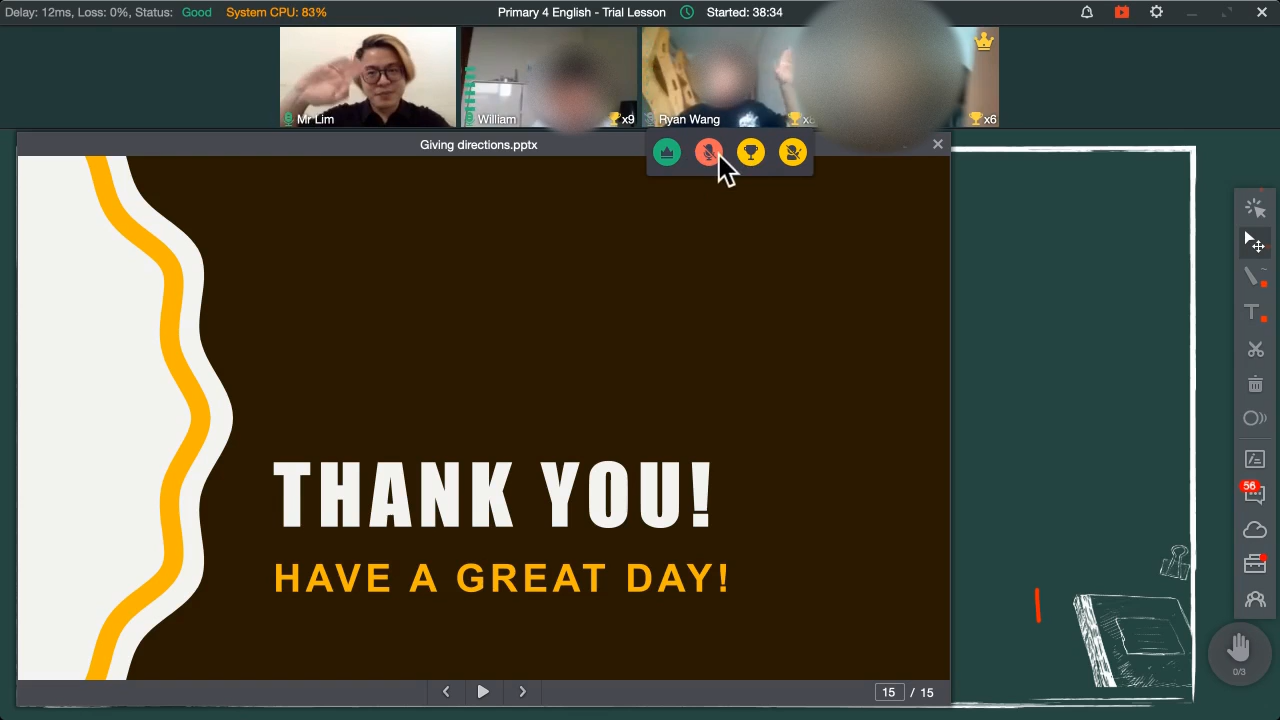 Delay: 12ms, Loss: 0%, Status: Good System CPU: 83%
Primary 4 English - Trial Lesson
Started: 38:34
Mr Lim
William
x9
Ryan Wang
x6
Giving directions.pptx
THANK YOU!
HAVE A GREAT DAY!
T
56
0/3
15 / 15